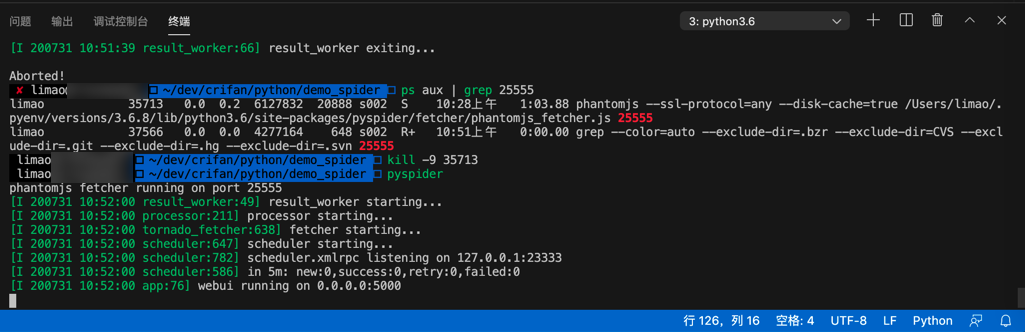 问题 输出 调试控制台 终端 3: python3.6
[I 200731 10:51:39 result_worker:66] result_worker exiting...
Aborted!
✘ limao@ ~/dev/crifan/python/demo_spider ps aux | grep 25555
limao 35713 0.0 0.2 6127832 20888 s002 S 10:28上午 1:03.88 phantomjs --ssl-protocol=any --disk-cache=true /Users/limao/.
pyenv/versions/3.6.8/lib/python3.6/site-packages/pyspider/fetcher/phantomjs_fetcher.js 25555
limao 37566 0.0 0.0 4277164 648 s002 R+ 10:51上午 0:00.00 grep --color=auto --exclude-dir=.bzr --exclude-dir=CVS --excl
ude-dir=.git --exclude-dir=.hg --exclude-dir=.svn 25555
limao ~/dev/crifan/python/demo_spider kill -9 35713
limao ~/dev/crifan/python/demo_spider pyspider
phantomjs fetcher running on port 25555
[I 200731 10:52:00 result_worker:49] result_worker starting...
[I 200731 10:52:00 processor:211] processor starting...
[I 200731 10:52:00 tornado_fetcher:638] fetcher starting...
[I 200731 10:52:00 scheduler:647] scheduler starting...
[I 200731 10:52:00 scheduler:782] scheduler.xmlrpc listening on 127.0.0.1:23333
[I 200731 10:52:00 scheduler:586] in 5m: new:0,success:0,retry:0,failed:0
[I 200731 10:52:00 app:76] webui running on 0.0.0.0:5000
行 126，列 16 空格: 4 UTF-8 LF Python